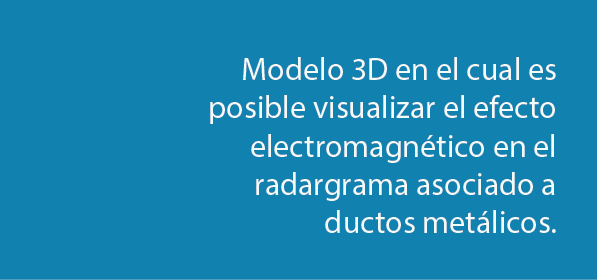 Modelo 3D en el cual es
posible visualizar el efecto
electromagnético en el
radargrama asociado a
ductos metálicos.